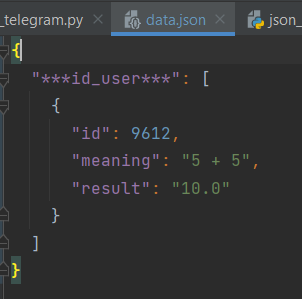 _telegram.py × data.json × json_
{
"***id_user***": [
{
"id": 9612,
"meaning": "5 + 5",
"result": "10.0"
}
]
}